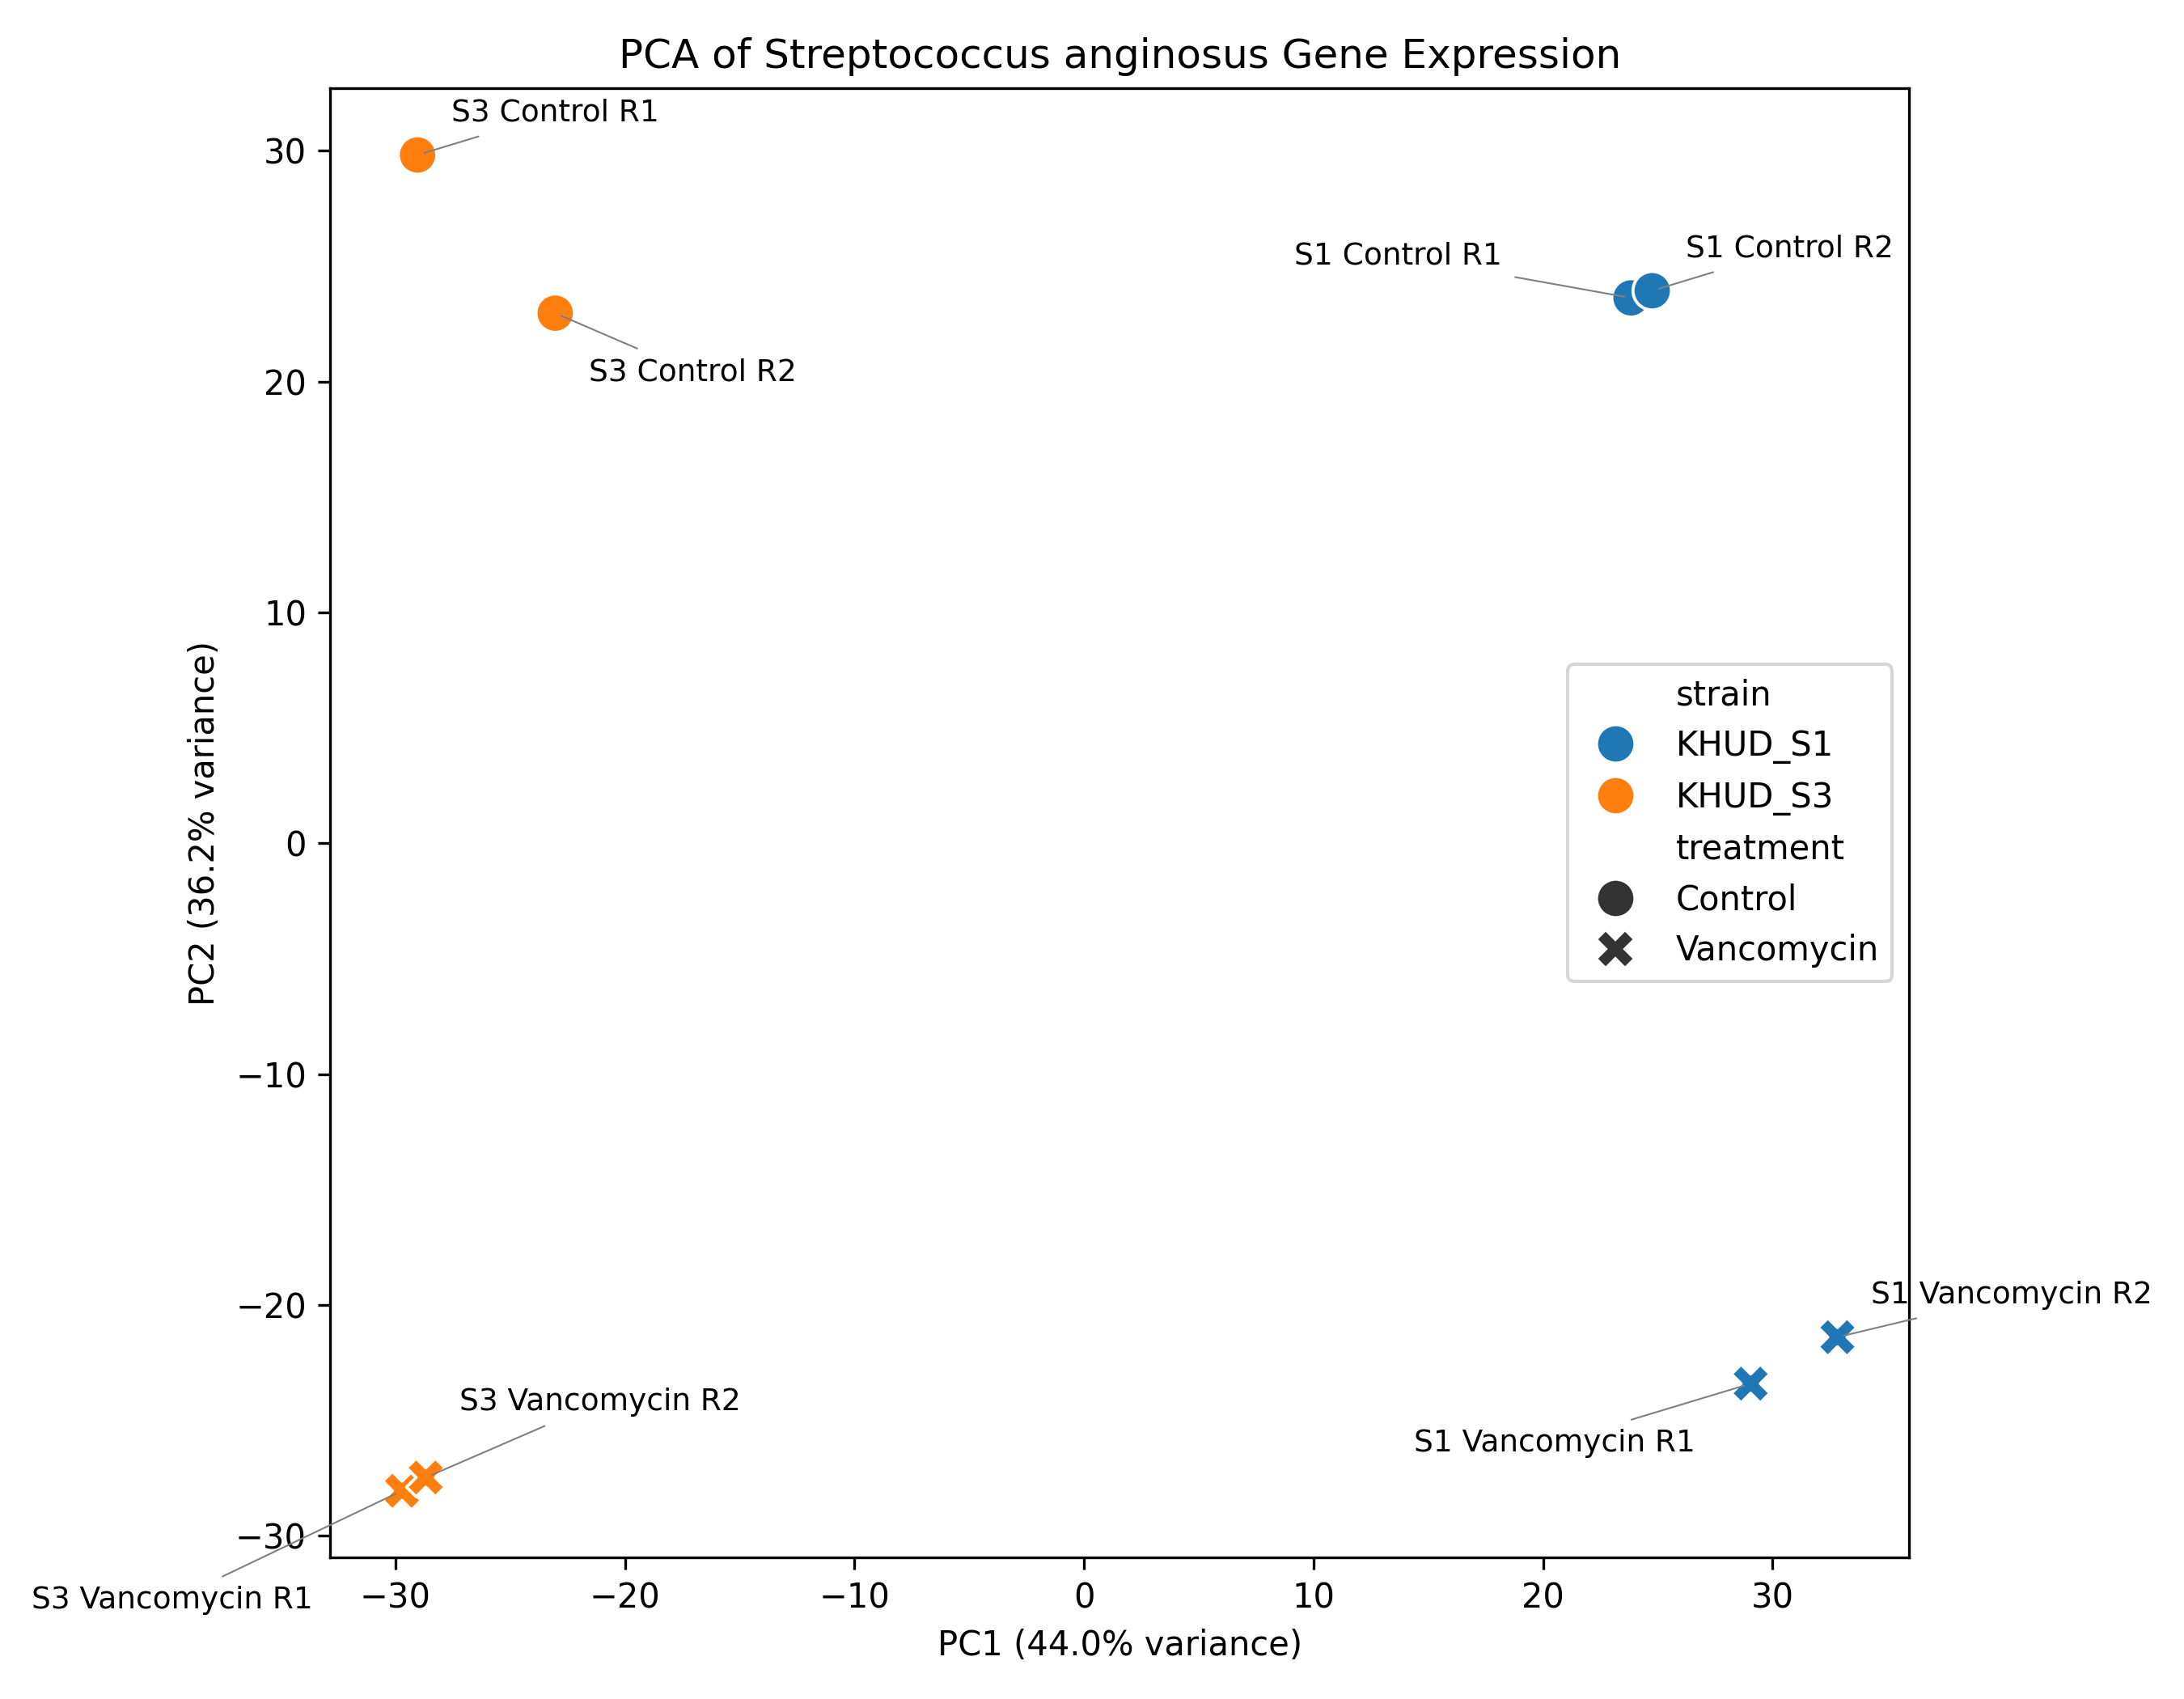 PCA of Streptococcus anginosus Gene Expression
S3 Control R1
S1 Control R1
S1 Control R2
S3 Control R2
30
20
10
0
−10
−20
−30
PC2 (36.2% variance)
strain
KHUD_S1
KHUD_S3
treatment
Control
Vancomycin
S1 Vancomycin R2
S3 Vancomycin R2
S1 Vancomycin R1
S3 Vancomycin R1
−30
−20
−10
0
10
20
30
PC1 (44.0% variance)